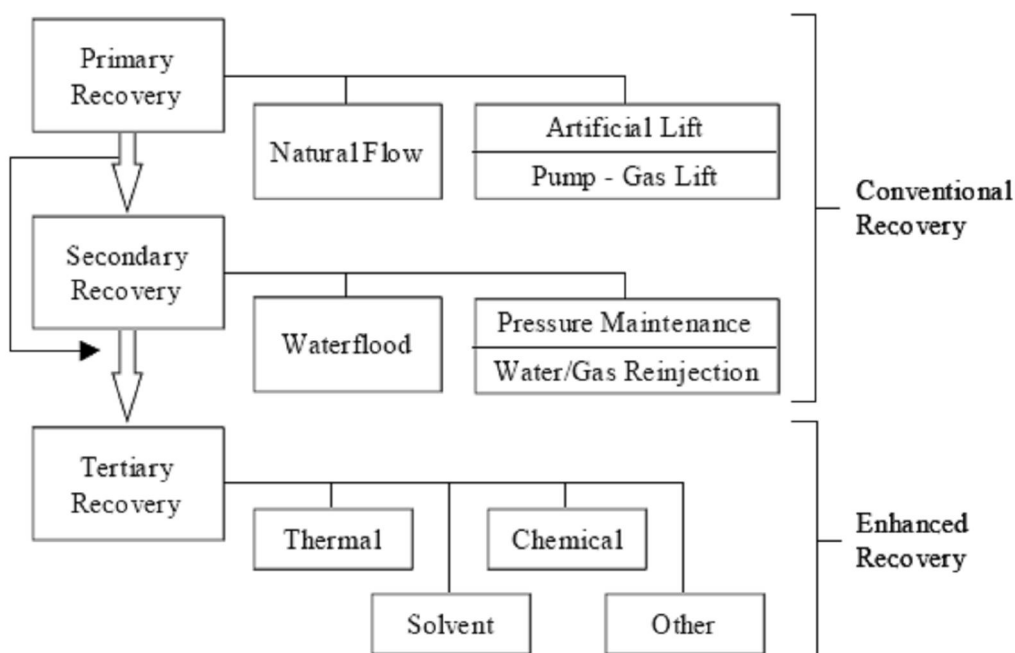 Primary
Recovery
Natural Flow
Artificial Lift
Pump - Gas Lift
Conventional
Recovery
Secondary
Recovery
Waterflood
Pressure Maintenance
Water/Gas Reinjection
Tertiary
Recovery
Thermal
Chemical
Solvent
Other
Enhanced
Recovery